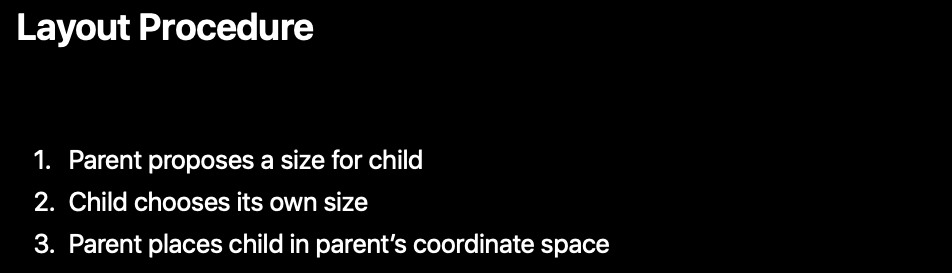 Layout Procedure
1. Parent proposes a size for child
2. Child chooses its own size
3. Parent places child in parent’s coordinate space